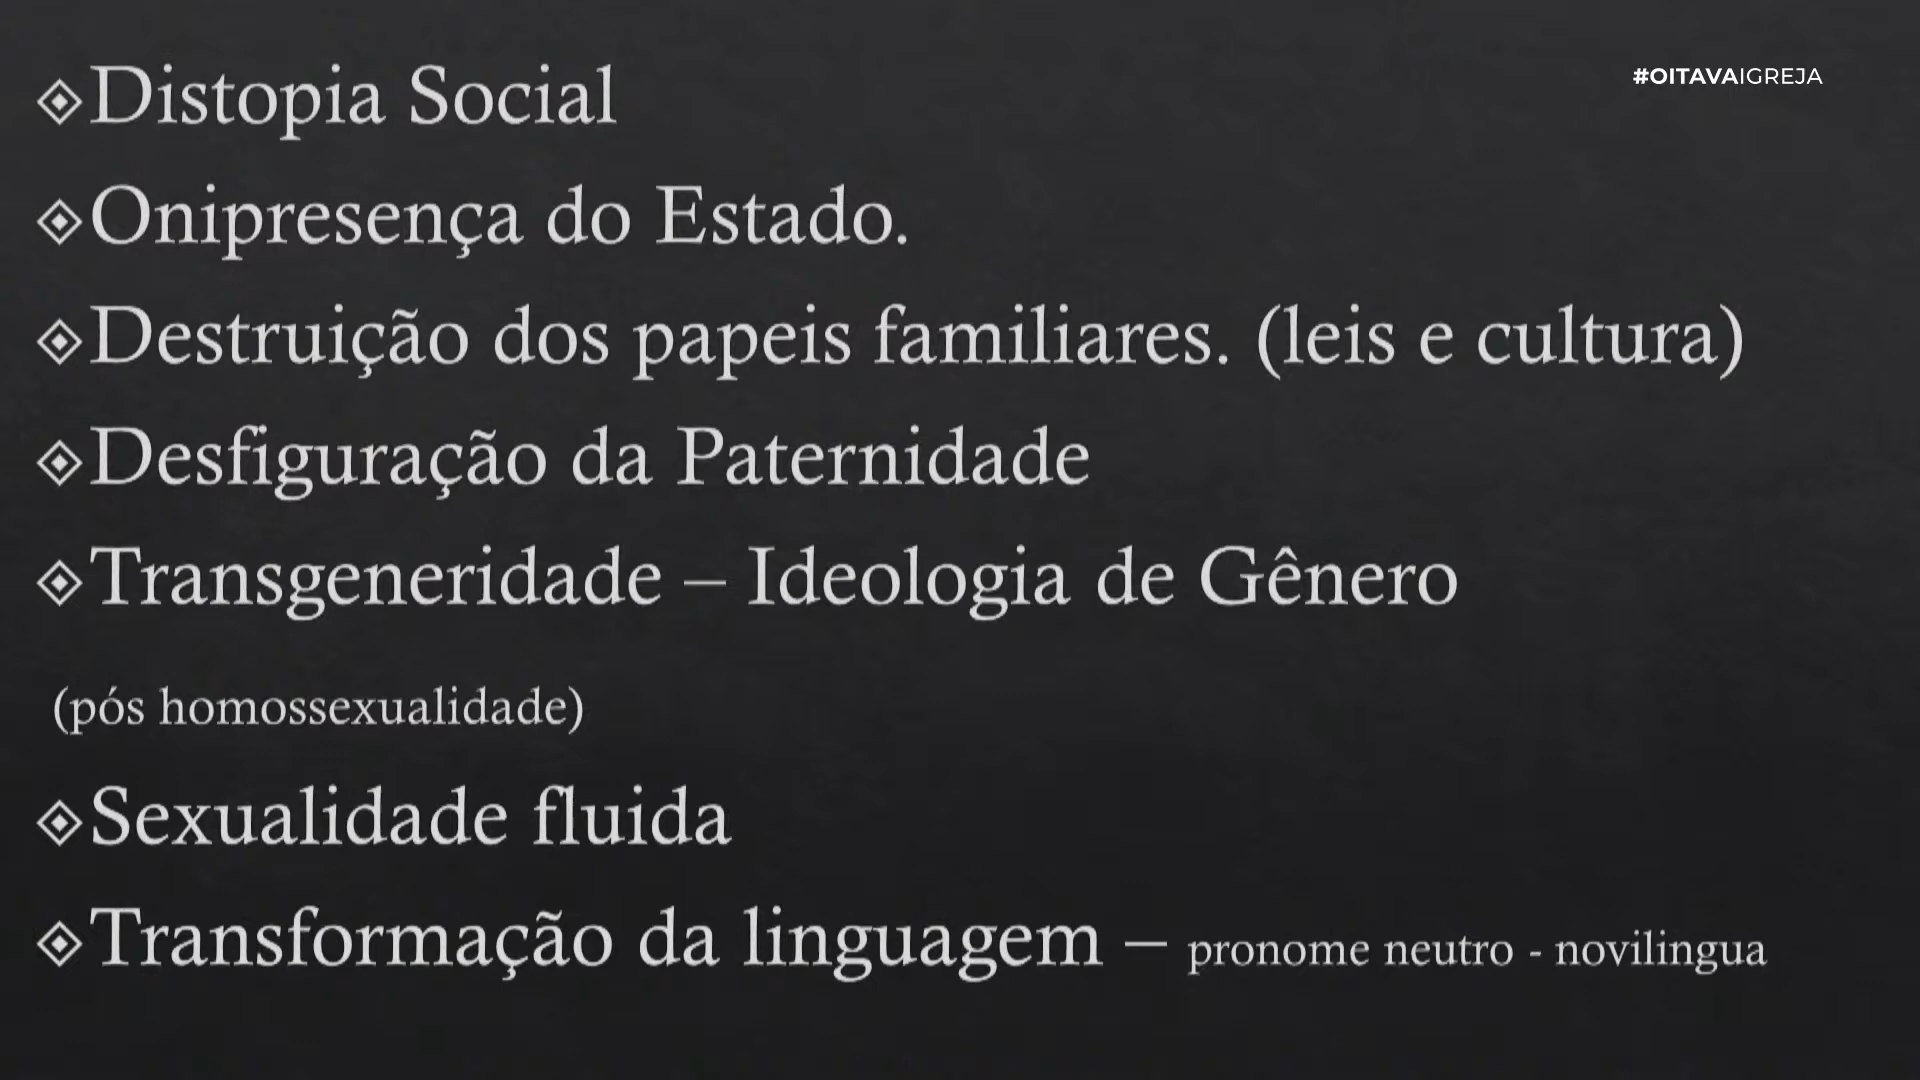 #OITAVAIGREJA
Distopia Social
Onipresença do Estado.
Destruição dos papeis familiares. (leis e cultura)
Desfiguração da Paternidade
Transgeneridade – Ideologia de Gênero
(pós homossexualidade)
Sexualidade fluida
Transformação da linguagem – pronome neutro - novilingua